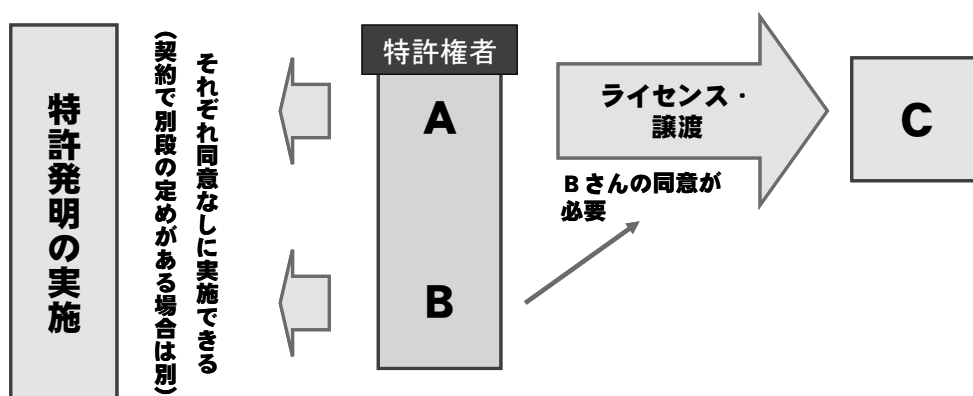 特許発明の実施
それぞれ同意なしに実施できる
(契約で別段の定めがある場合は別)
特許権者
A
B
ライセンス・
譲渡
Bさんの同意が
必要
C